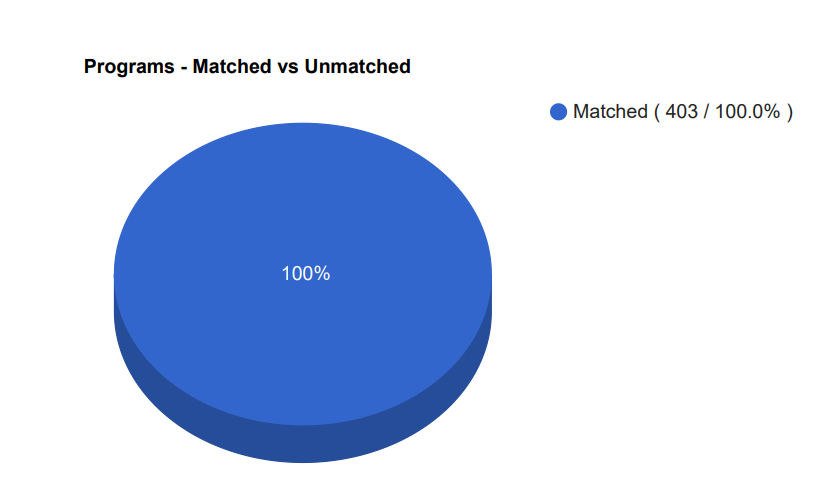 Programs - Matched vs Unmatched
Matched ( 403 / 100.0% )
100%